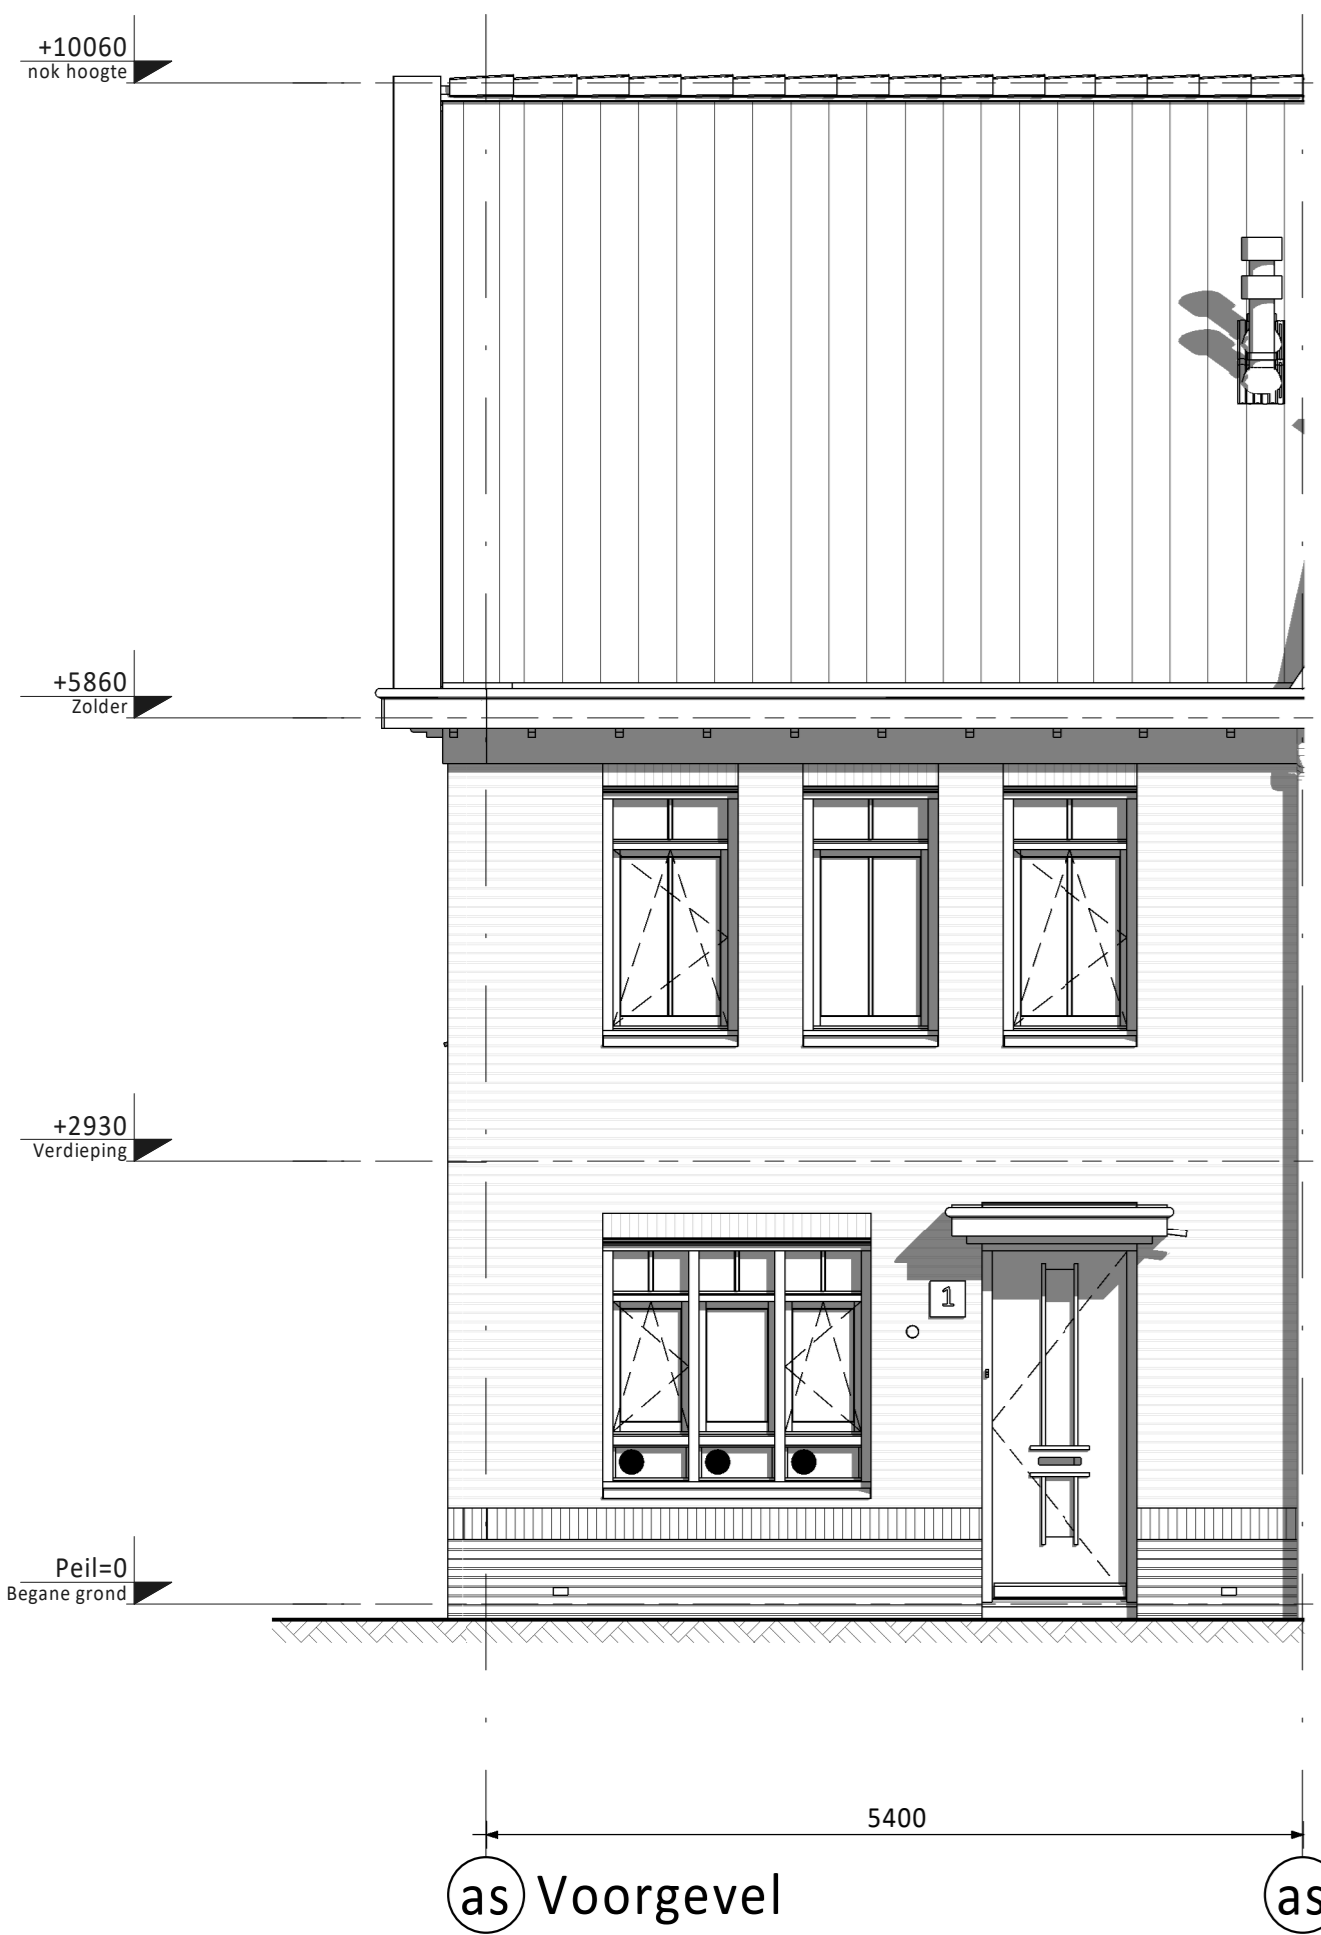 +10060
nok hoogte
+5860
Zolder
+2930
Verdieping
1
Peil=0
Begane grond
5400
as Voorgevel
as